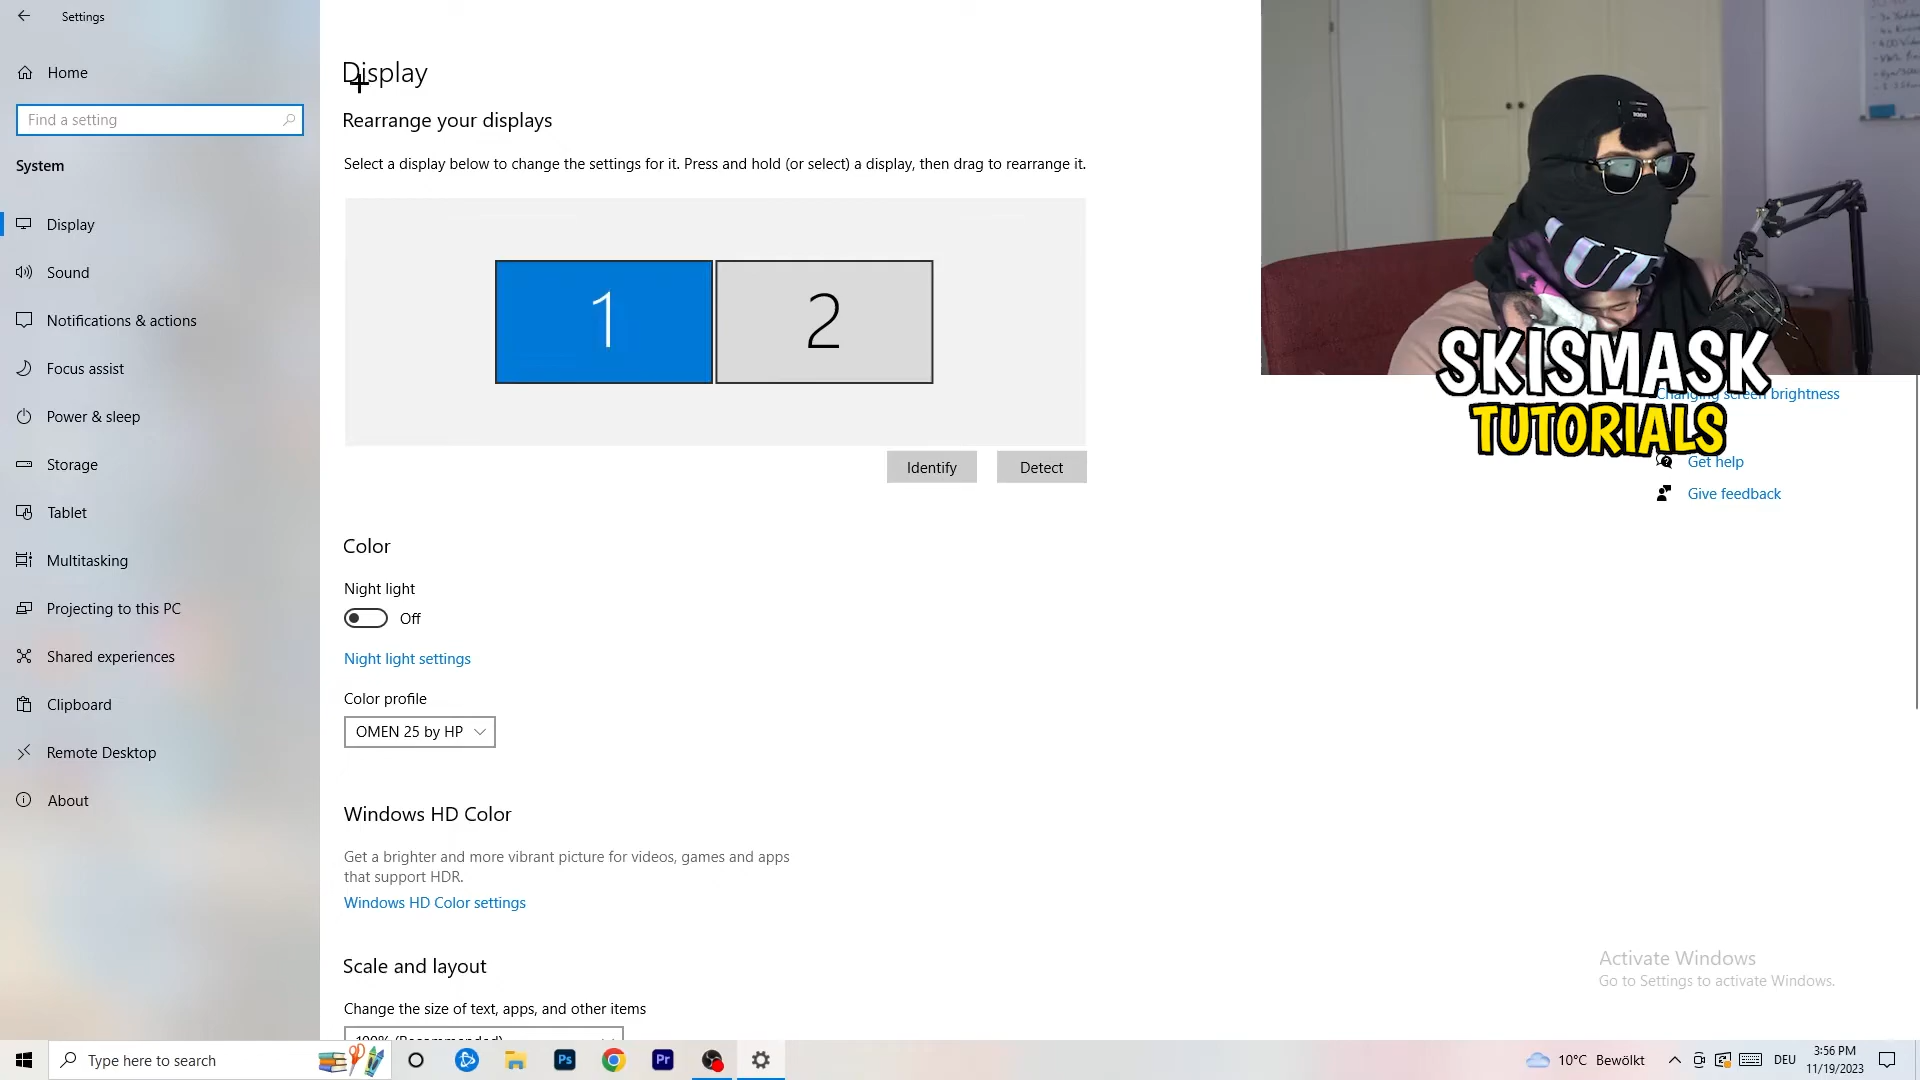 Settings
Home
Find a setting
System
Display
Sound
Notifications & actions
Focus assist
Power & sleep
Storage
Tablet
Multitasking
Projecting to this PC
Shared experiences
Clipboard
Remote Desktop
About
Display
Rearrange your displays
Select a display below to change the settings for it. Press and hold (or select) a display, then drag to rearrange it.
1
2
Identify
Detect
Color
Night light
Off
Night light settings
Color profile
OMEN 25 by HP
Windows HD Color
Get a brighter and more vibrant picture for videos, games and apps
that support HDR.
Windows HD Color settings
Scale and layout
Change the size of text, apps, and other items
100% (Recommended)
SKISMASK
TUTORIALS
Changing screen brightness
Get help
Give feedback
Activate Windows
Go to Settings to activate Windows.
Type here to search
Ps
Pr
10°C Bewölkt
DEU
3:56 PM
11/19/2023